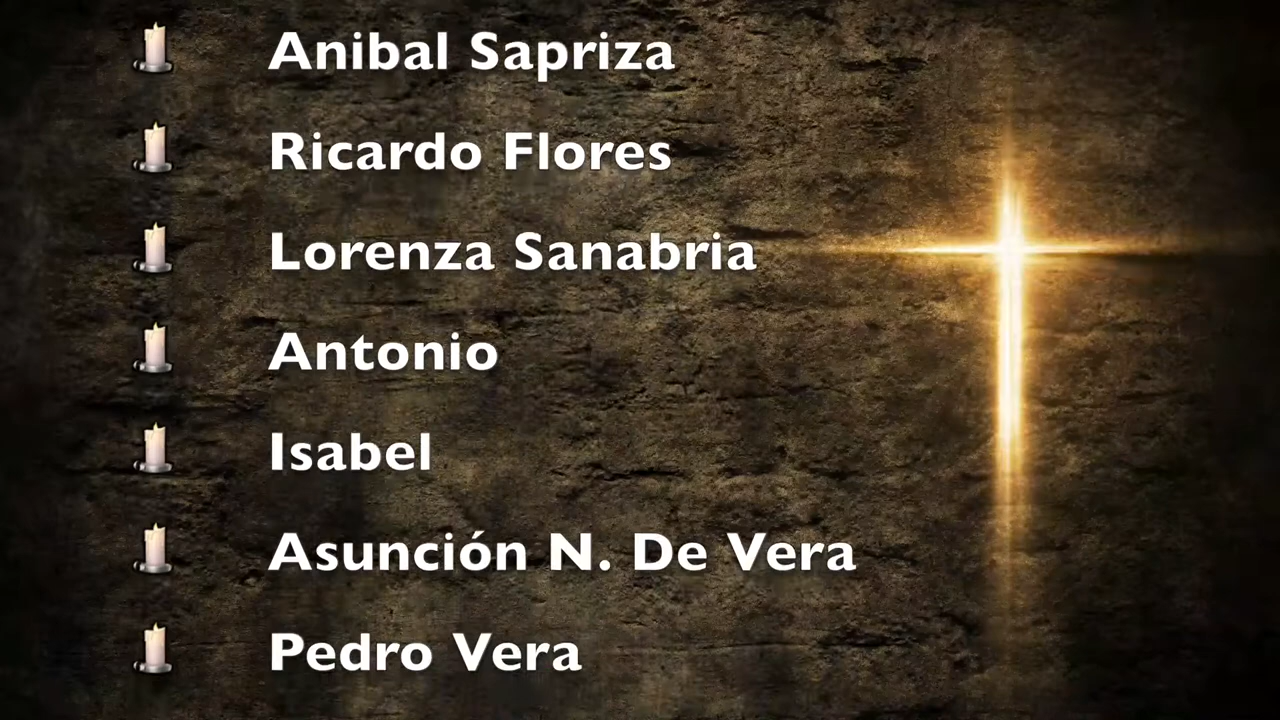 Anibal Sapriza
Ricardo Flores
Lorenza Sanabria
Antonio
Isabel
Asunción N. De Vera
Pedro Vera